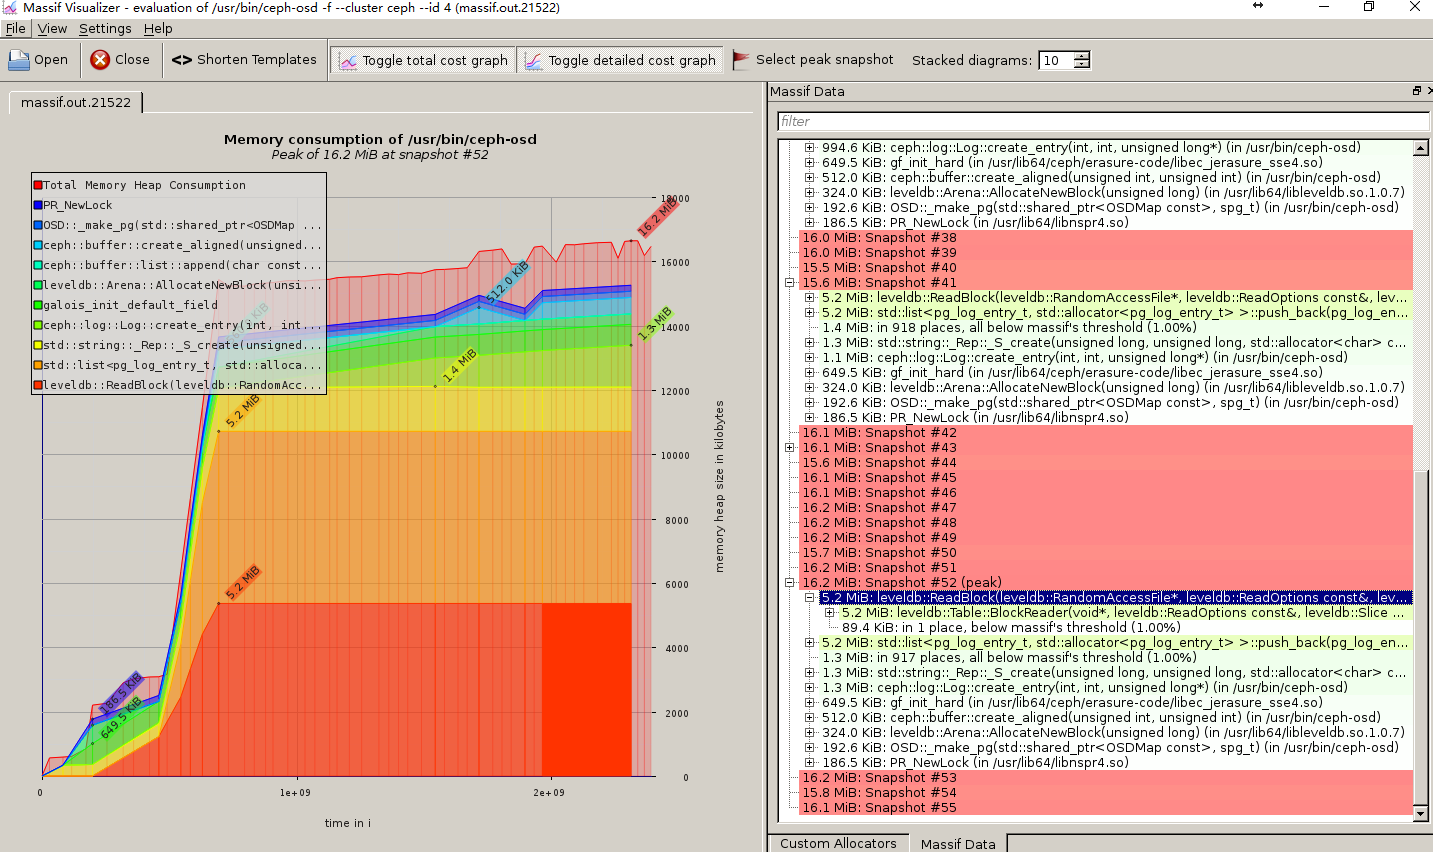 Massif Visualizer - evaluation of /usr/bin/ceph-osd -f --cluster ceph --id 4 (massif.out.21522)
File View Settings Help
Open Close <> Shorten Templates Toggle total cost graph Toggle detailed cost graph Select peak snapshot Stacked diagrams: 10
massif.out.21522
Memory consumption of /usr/bin/ceph-osd
Peak of 16.2 MiB at snapshot #52
Total Memory Heap Consumption
PR_NewLock
OSD::_make_pg(std::shared_ptr<OSDMap ...
ceph::buffer::create_aligned(unsigned...
ceph::buffer::list::append(char const...
leveldb::Arena::AllocateNewBlock(unsi...
galois_init_default_field
ceph::log::Log::create_entry(int, int...
std::string::_Rep::_S_create(unsigned...
std::list<pg_log_entry_t, std::alloca...
leveldb::ReadBlock(leveldb::RandomAcc...
16.2 MiB
512.0 KiB
KiB
1.3 MiB
1.4 MiB
5.2 MiB
5.2 MiB
186.5 KiB
649.5 KiB
18000
16000
14000
12000
10000
8000
6000
4000
2000
0
memory heap size in kilobytes
0 1e+09 2e+09
time in i
Massif Data
filter
994.6 KiB: ceph::log::Log::create_entry(int, int, unsigned long*) (in /usr/bin/ceph-osd)
649.5 KiB: gf_init_hard (in /usr/lib64/ceph/erasure-code/libec_jerasure_sse4.so)
512.0 KiB: ceph::buffer::create_aligned(unsigned int, unsigned int) (in /usr/bin/ceph-osd)
324.0 KiB: leveldb::Arena::AllocateNewBlock(unsigned long) (in /usr/lib64/libleveldb.so.1.0.7)
192.6 KiB: OSD::_make_pg(std::shared_ptr<OSDMap const>, spg_t) (in /usr/bin/ceph-osd)
186.5 KiB: PR_NewLock (in /usr/lib64/libnspr4.so)
16.0 MiB: Snapshot #38
16.0 MiB: Snapshot #39
15.5 MiB: Snapshot #40
15.6 MiB: Snapshot #41
5.2 MiB: leveldb::ReadBlock(leveldb::RandomAccessFile*, leveldb::ReadOptions const&, lev...
5.2 MiB: std::list<pg_log_entry_t, std::allocator<pg_log_entry_t> >::push_back(pg_log_en...
1.4 MiB: in 918 places, all below massif's threshold (1.00%)
1.3 MiB: std::string::_Rep::_S_create(unsigned long, unsigned long, std::allocator<char> c...
1.1 MiB: ceph::log::Log::create_entry(int, int, unsigned long*) (in /usr/bin/ceph-osd)
649.5 KiB: gf_init_hard (in /usr/lib64/ceph/erasure-code/libec_jerasure_sse4.so)
324.0 KiB: leveldb::Arena::AllocateNewBlock(unsigned long) (in /usr/lib64/libleveldb.so.1.0.7)
192.6 KiB: OSD::_make_pg(std::shared_ptr<OSDMap const>, spg_t) (in /usr/bin/ceph-osd)
186.5 KiB: PR_NewLock (in /usr/lib64/libnspr4.so)
16.1 MiB: Snapshot #42
16.1 MiB: Snapshot #43
15.6 MiB: Snapshot #44
16.1 MiB: Snapshot #45
16.1 MiB: Snapshot #46
16.2 MiB: Snapshot #47
16.2 MiB: Snapshot #48
16.2 MiB: Snapshot #49
15.7 MiB: Snapshot #50
16.2 MiB: Snapshot #51
16.2 MiB: Snapshot #52 (peak)
5.2 MiB: leveldb::ReadBlock(leveldb::RandomAccessFile*, leveldb::ReadOptions const&, lev...
5.2 MiB: leveldb::Table::BlockReader(void*, leveldb::ReadOptions const&, leveldb::Slice ...
89.4 KiB: in 1 place, below massif's threshold (1.00%)
5.2 MiB: std::list<pg_log_entry_t, std::allocator<pg_log_entry_t> >::push_back(pg_log_en...
1.3 MiB: in 917 places, all below massif's threshold (1.00%)
1.3 MiB: std::string::_Rep::_S_create(unsigned long, unsigned long, std::allocator<char> c...
1.3 MiB: ceph::log::Log::create_entry(int, int, unsigned long*) (in /usr/bin/ceph-osd)
649.5 KiB: gf_init_hard (in /usr/lib64/ceph/erasure-code/libec_jerasure_sse4.so)
512.0 KiB: ceph::buffer::create_aligned(unsigned int, unsigned int) (in /usr/bin/ceph-osd)
324.0 KiB: leveldb::Arena::AllocateNewBlock(unsigned long) (in /usr/lib64/libleveldb.so.1.0.7)
192.6 KiB: OSD::_make_pg(std::shared_ptr<OSDMap const>, spg_t) (in /usr/bin/ceph-osd)
186.5 KiB: PR_NewLock (in /usr/lib64/libnspr4.so)
16.2 MiB: Snapshot #53
15.8 MiB: Snapshot #54
16.1 MiB: Snapshot #55
Custom Allocators Massif Data